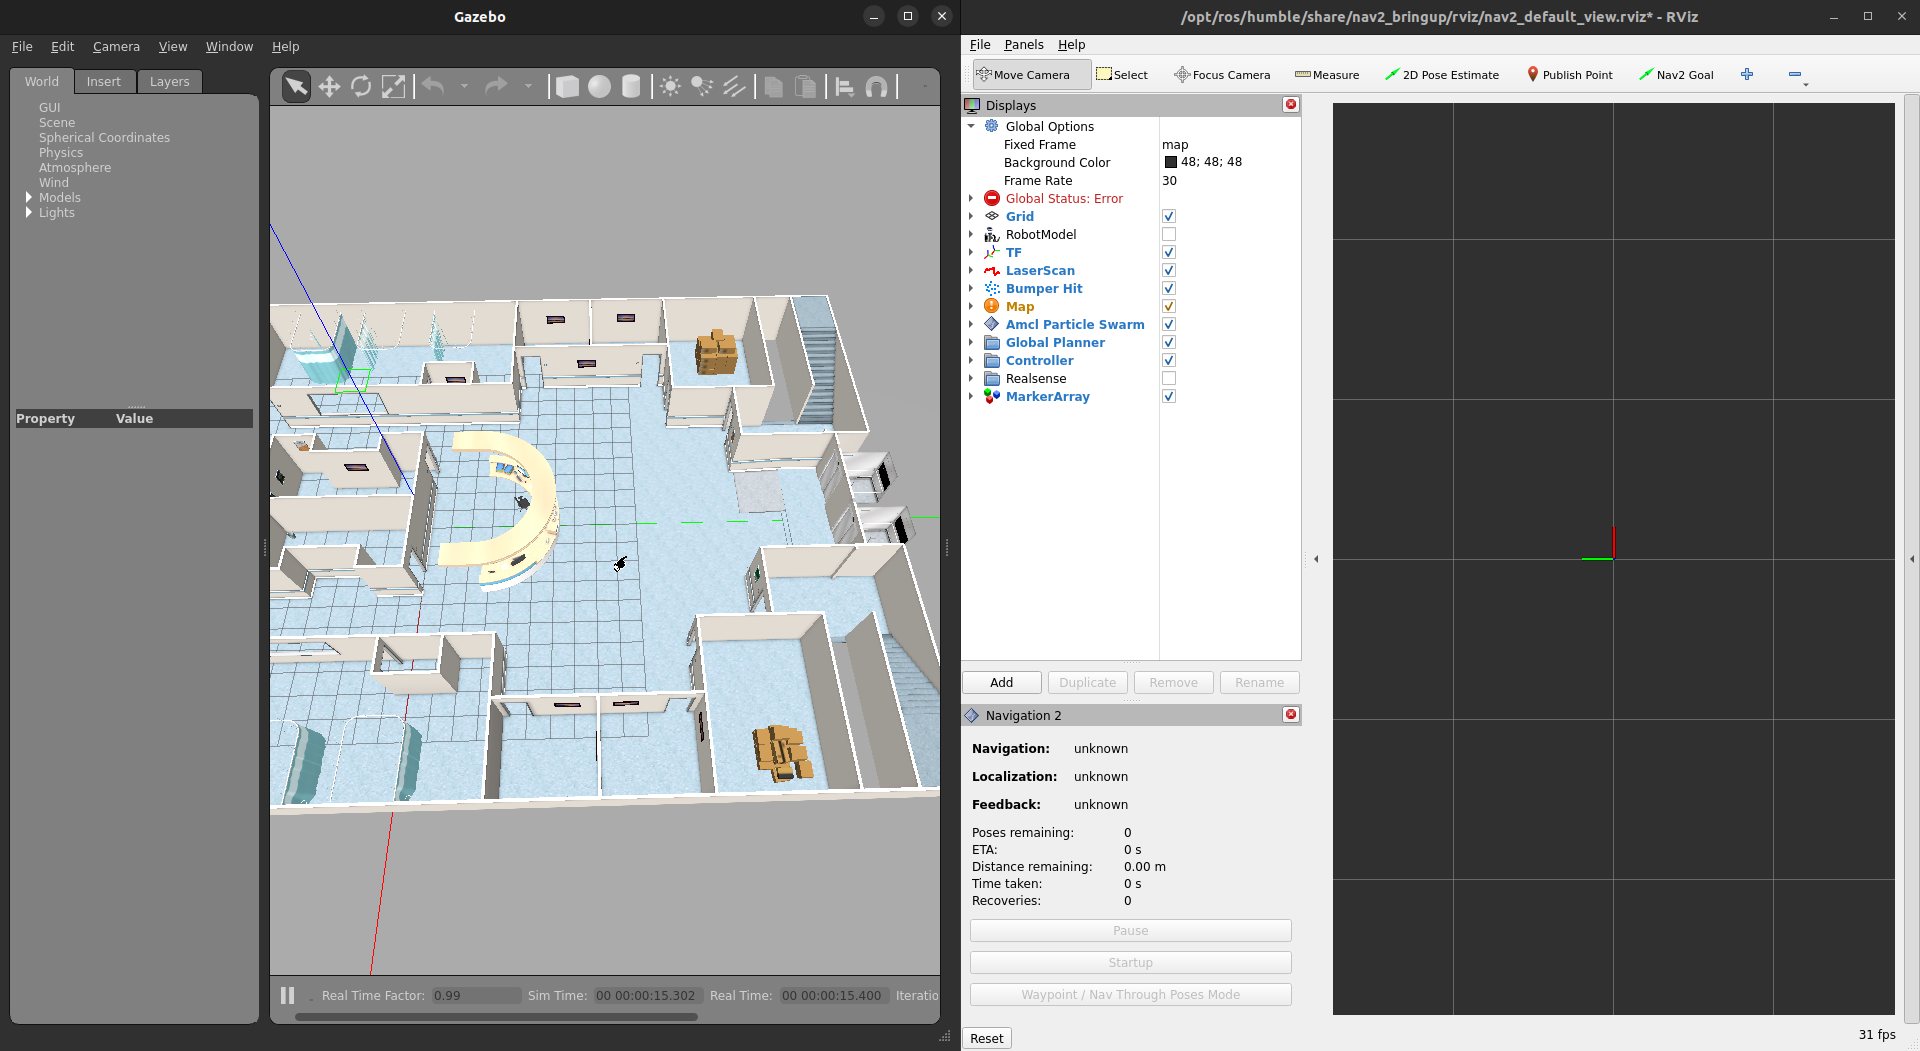 Gazebo
File Edit Camera View Window Help
World Insert Layers
GUI
Scene
Spherical Coordinates
Physics
Atmosphere
Wind
Models
Lights
Property Value
Real Time Factor: 0.99 Sim Time: 00 00:00:15.302 Real Time: 00 00:00:15.400 Iteratio
/opt/ros/humble/share/nav2_bringup/rviz/nav2_default_view.rviz* - RViz
File Panels Help
Move Camera Select Focus Camera Measure 2D Pose Estimate Publish Point Nav2 Goal
Displays
Global Options
Fixed Frame map
Background Color 48; 48; 48
Frame Rate 30
Global Status: Error
Grid
RobotModel
TF
LaserScan
Bumper Hit
Map
Amcl Particle Swarm
Global Planner
Controller
Realsense
MarkerArray
Add Duplicate Remove Rename
Navigation 2
Navigation: unknown
Localization: unknown
Feedback: unknown
Poses remaining: 0
ETA: 0 s
Distance remaining: 0.00 m
Time taken: 0 s
Recoveries: 0
Pause
Startup
Waypoint / Nav Through Poses Mode
Reset
31 fps